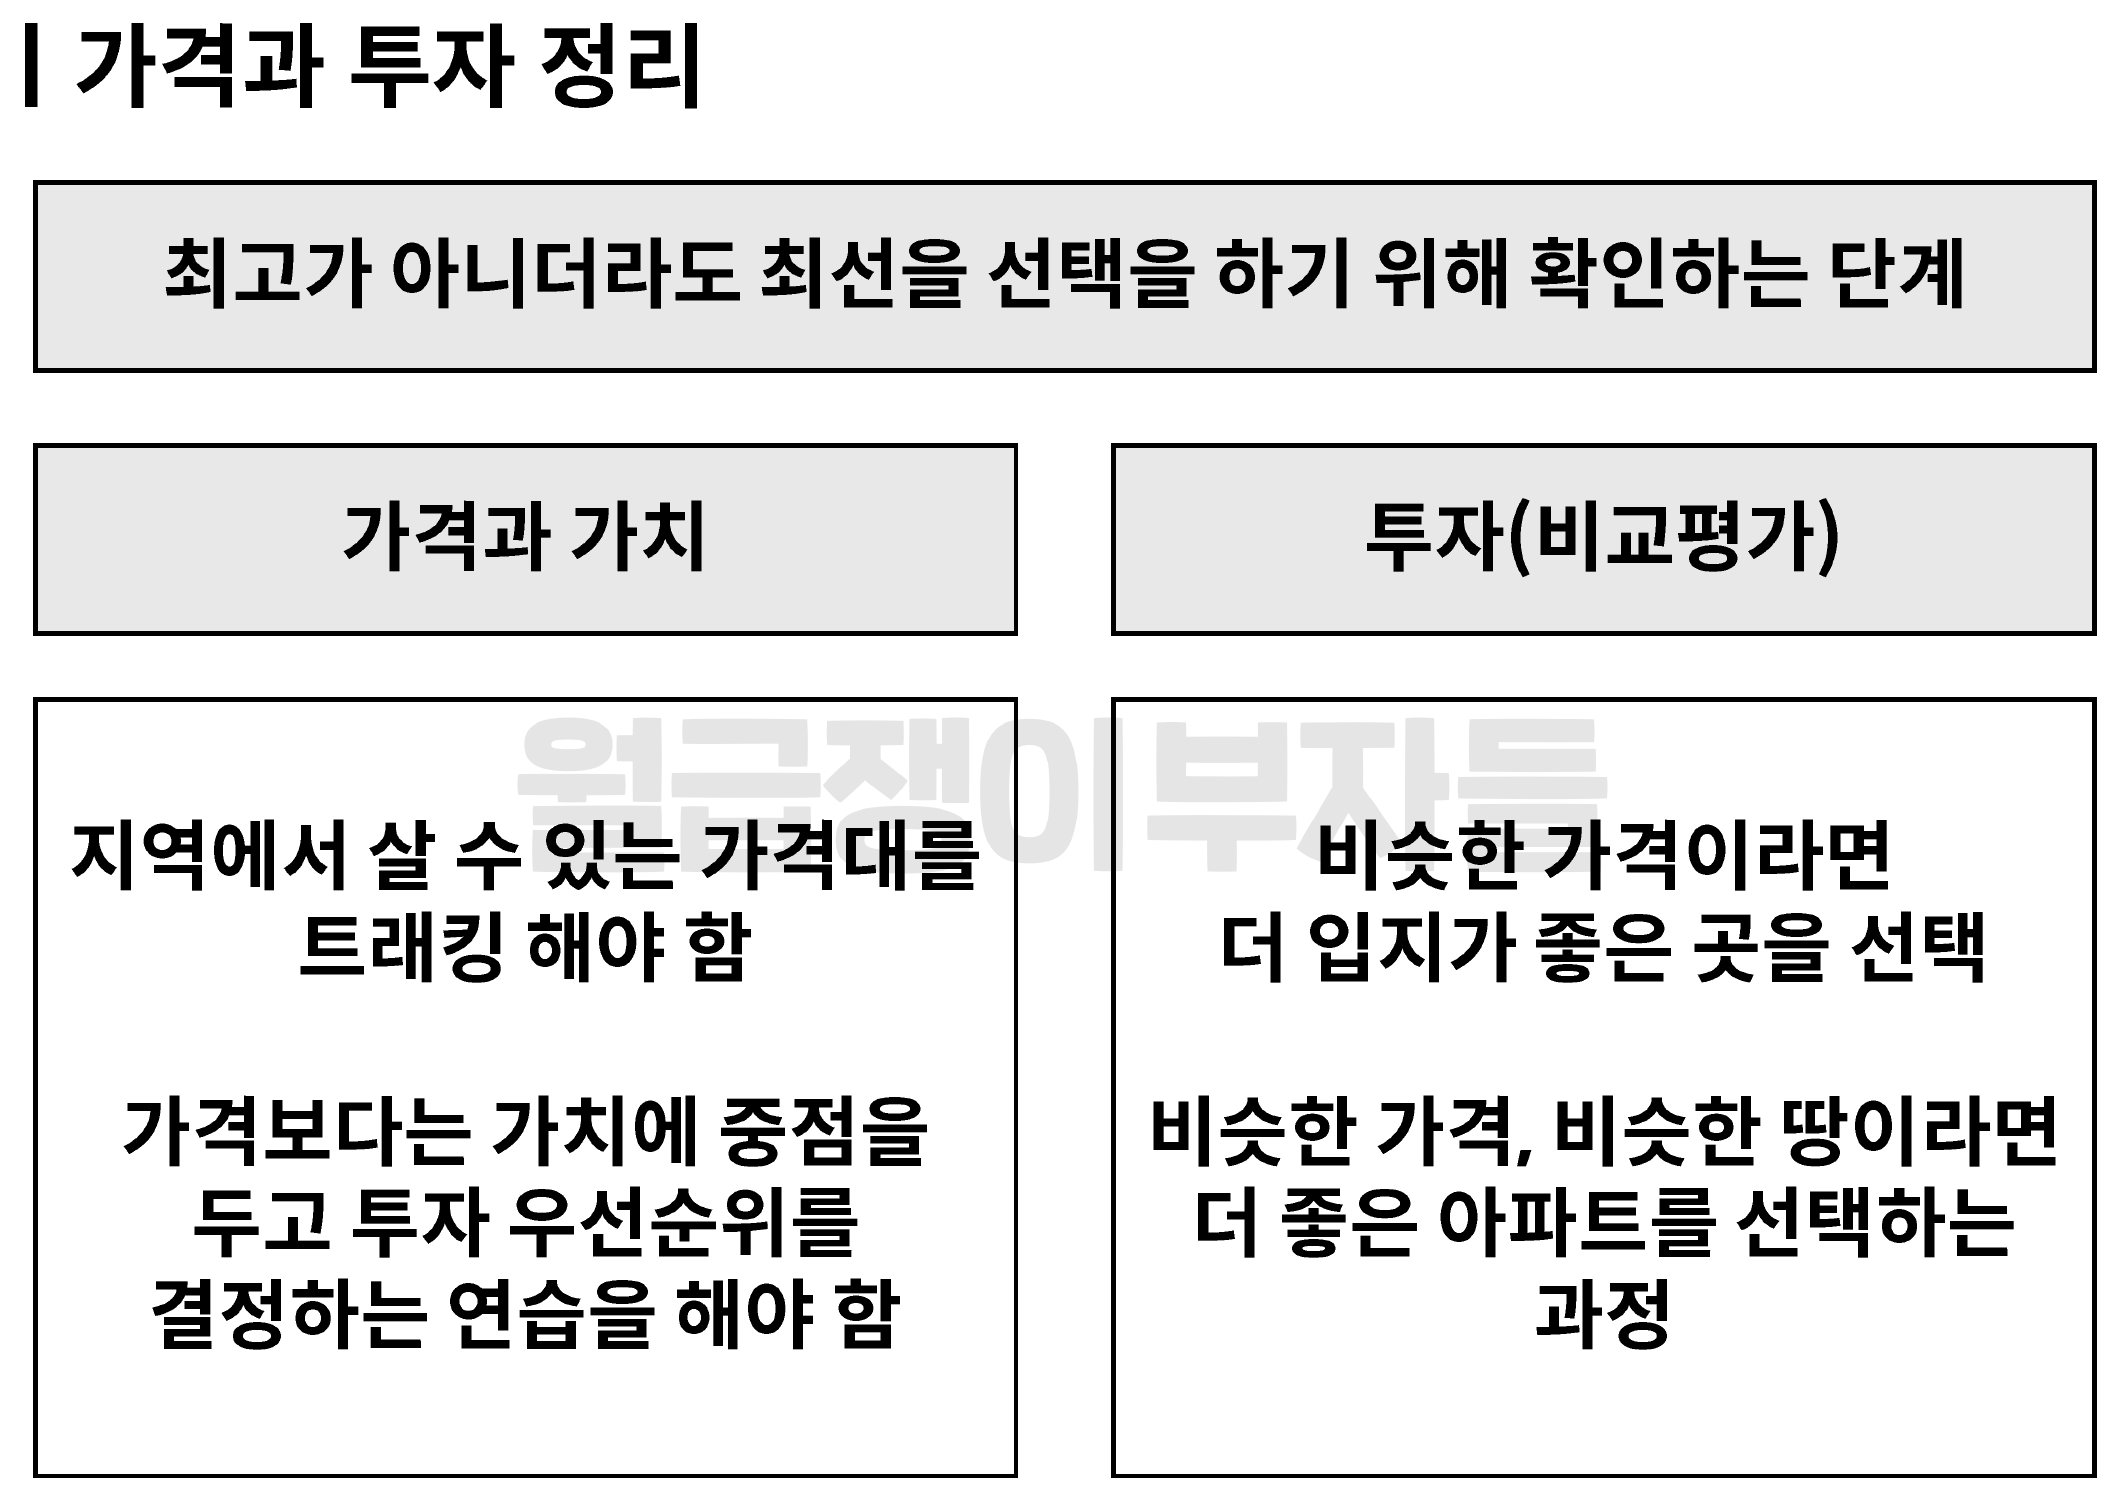 | 가격과 투자 정리
최고가 아니더라도 최선을 선택을 하기 위해 확인하는 단계
가격과 가치
투자(비교평가)
월급쟁이부자들
지역에서 살 수 있는 가격대를
트래킹 해야 함
가격보다는 가치에 중점을
두고 투자 우선순위를
결정하는 연습을 해야 함
비슷한 가격이라면
더 입지가 좋은 곳을 선택
비슷한 가격, 비슷한 땅이라면
더 좋은 아파트를 선택하는
과정